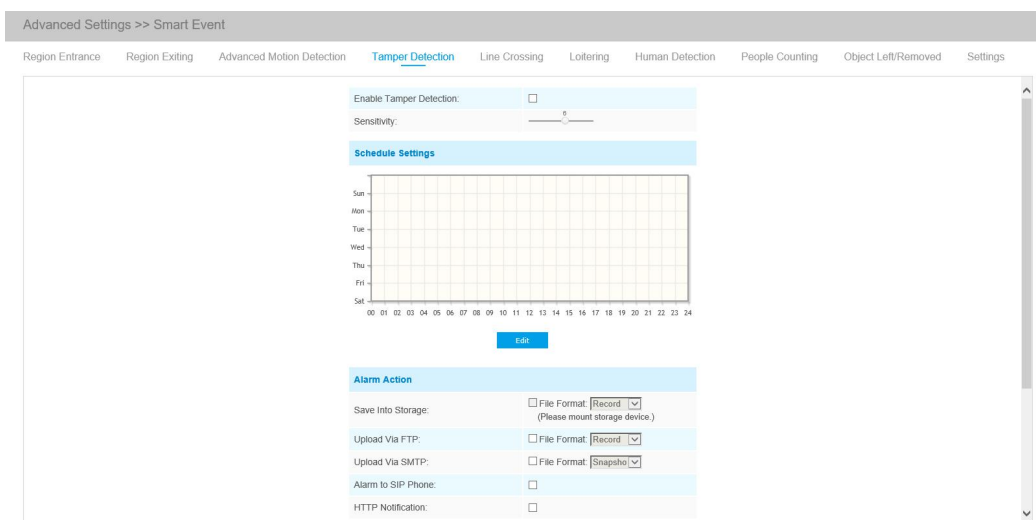 Advanced Settings >> Smart Event
Region Entrance Region Exiting Advanced Motion Detection Tamper Detection Line Crossing Loitering Human Detection People Counting Object Left/Removed Settings
Enable Tamper Detection:
Sensitivity: 6
Schedule Settings
Sun
Mon
Tue
Wed
Thu
Fri
Sat
00 01 02 03 04 05 06 07 08 09 10 11 12 13 14 15 16 17 18 19 20 21 22 23 24
Edit
Alarm Action
Save Into Storage: File Format: Record
(Please mount storage device.)
Upload Via FTP: File Format: Record
Upload Via SMTP: File Format: Snapsho
Alarm to SIP Phone:
HTTP Notification: